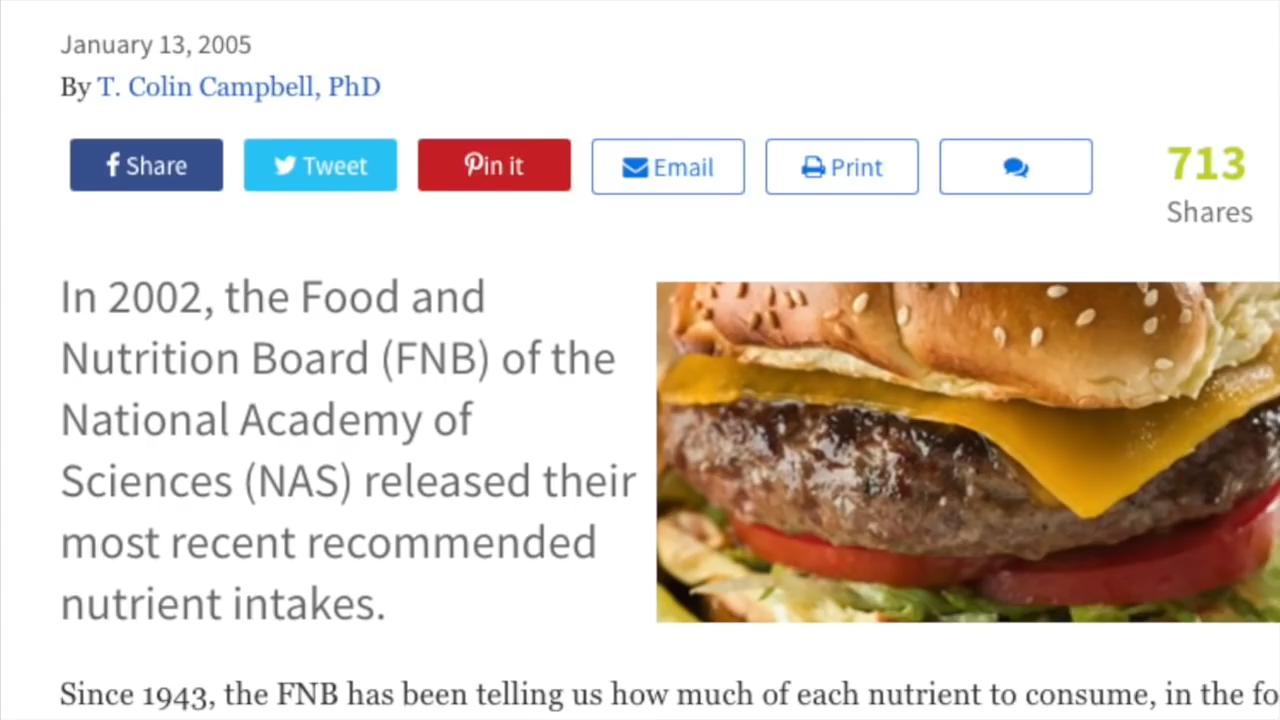 January 13, 2005
By T. Colin Campbell, PhD
Share
Tweet
Pin it
Email
Print
713
Shares
In 2002, the Food and
Nutrition Board (FNB) of the
National Academy of
Sciences (NAS) released their
most recent recommended
nutrient intakes.
Since 1943, the FNB has been telling us how much of each nutrient to consume, in the fo